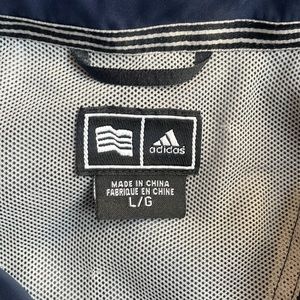 adidas
MADE IN CHINA
FABRIQUÉ EN CHINE
L/G